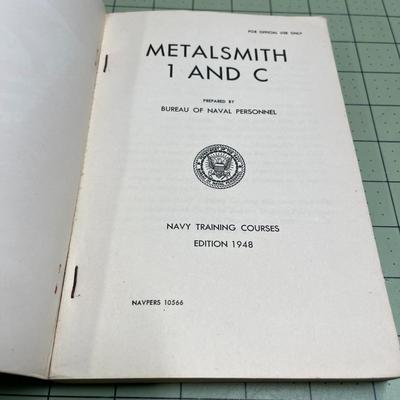 FOR OFFICIAL USE ONLY
METALSMITH
1 AND C
PREPARED BY
BUREAU OF NAVAL PERSONNEL
NAVY TRAINING COURSES
EDITION 1948
NAVPERS 10566